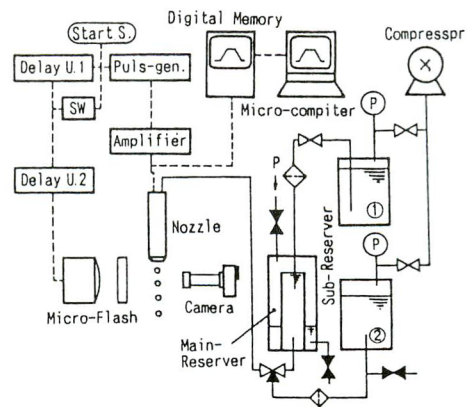 Digital Memory
Start S.
Compresspr
Delay U.1
Puls-gen.
SW
Micro-compiter
Amplifier
P
P
Delay U.2
①
Nozzle
Sub-Reserver
P
Micro-Flash
Camera
②
Main-
Reserver